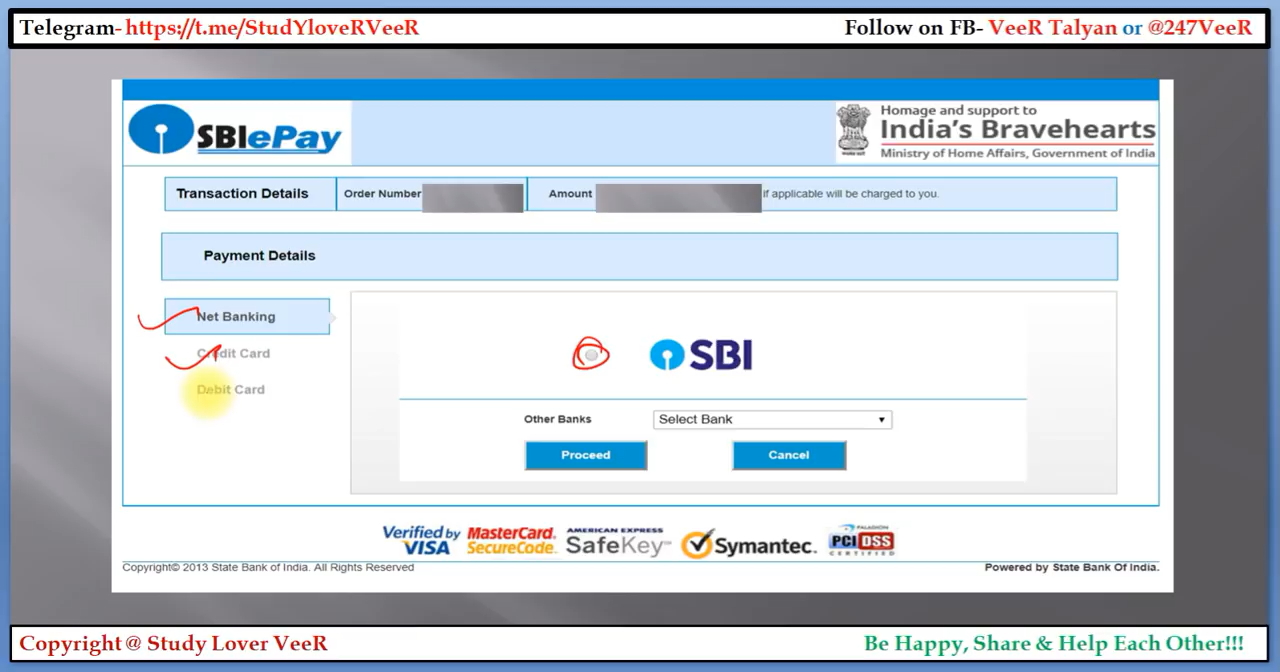 Telegram- https://t.me/StudYloveRVeeR
Follow on FB- VeeR Talyan or @247VeeR
SBIePay
Homage and support to
India's Bravehearts
Ministry of Home Affairs, Government of India
Transaction Details
Order Number
Amount
if applicable will be charged to you.
Payment Details
Net Banking
Credit Card
Debit Card
SBI
Other Banks
Select Bank
Proceed
Cancel
Verified by
VISA
MasterCard.
SecureCode.
AMERICAN EXPRESS
SafeKey
Symantec.
PALADION
PCI DSS
CERTIFIED
Copyright© 2013 State Bank of India. All Rights Reserved
Powered by State Bank Of India.
Copyright @ Study Lover VeeR
Be Happy, Share & Help Each Other!!!